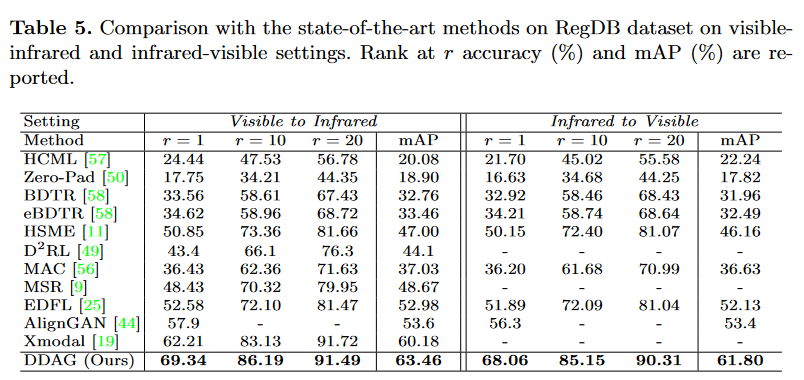 Table 5. Comparison with the state-of-the-art methods on RegDB dataset on visible-
infrared and infrared-visible settings. Rank at r accuracy (%) and mAP (%) are re-
ported.
Setting Visible to Infrared Infrared to Visible
Method r = 1 r = 10 r = 20 mAP r = 1 r = 10 r = 20 mAP
HCML [57] 24.44 47.53 56.78 20.08 21.70 45.02 55.58 22.24
Zero-Pad [50] 17.75 34.21 44.35 18.90 16.63 34.68 44.25 17.82
BDTR [58] 33.56 58.61 67.43 32.76 32.92 58.46 68.43 31.96
eBDTR [58] 34.62 58.96 68.72 33.46 34.21 58.74 68.64 32.49
HSME [11] 50.85 73.36 81.66 47.00 50.15 72.40 81.07 46.16
D²RL [49] 43.4 66.1 76.3 44.1 - - - -
MAC [56] 36.43 62.36 71.63 37.03 36.20 61.68 70.99 36.63
MSR [9] 48.43 70.32 79.95 48.67 - - - -
EDFL [25] 52.58 72.10 81.47 52.98 51.89 72.09 81.04 52.13
AlignGAN [44] 57.9 - - 53.6 56.3 - - 53.4
Xmodal [19] 62.21 83.13 91.72 60.18 - - - -
DDAG (Ours) 69.34 86.19 91.49 63.46 68.06 85.15 90.31 61.80